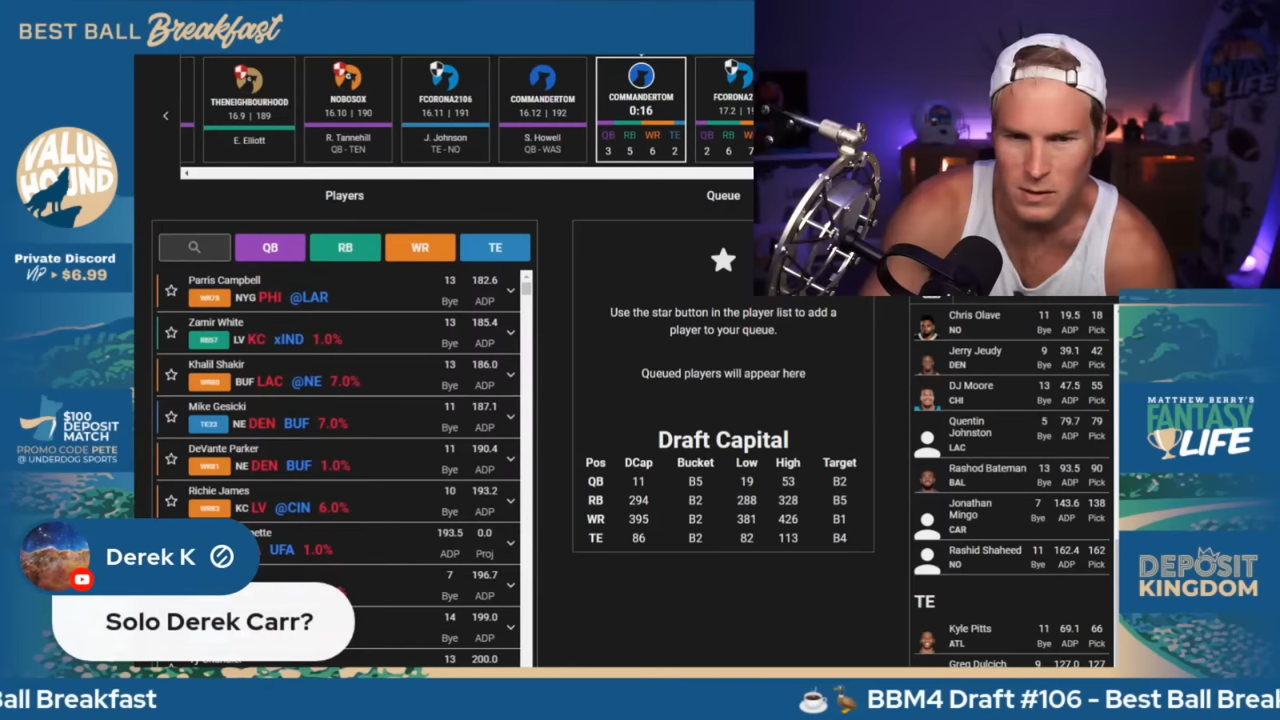 BEST BALL Breakfast
THENEIGHBOURHOOD
16.9 | 189
E. Elliott
NOBOSOX
16.10 | 190
R. Tannehill
QB - TEN
FCORONA2106
16.11 | 191
J. Johnson
TE - NO
COMMANDERTOM
16.12 | 192
S. Howell
QB - WAS
COMMANDERTOM
0:16
QB RB WR TE
3 5 6 2
FCORONA2
17.2 | 19
QB RB W
2 6 7
Players
Queue
QB
RB
WR
TE
Parris Campbell
WR78 NYG PHI @LAR
13 182.6
Bye ADP
Zamir White
RB57 LV KC xIND 1.0%
13 185.4
Bye ADP
Khalil Shakir
BUF LAC @NE 7.0%
13 186.0
Bye ADP
Mike Gesicki
TE23 NE DEN BUF 7.0%
11 187.1
Bye ADP
DeVante Parker
WR81 NE DEN BUF 1.0%
11 190.4
Bye ADP
Richie James
WR83 KC LV @CIN 6.0%
10 193.2
Bye ADP
nette
UFA 1.0%
193.5 0.0
ADP Proj
7 196.7
Bye ADP
14 199.0
Bye ADP
13 200.0
Use the star button in the player list to add a
player to your queue.
Queued players will appear here
Draft Capital
Pos DCap Bucket Low High Target
QB 11 B5 19 53 B2
RB 294 B2 288 328 B5
WR 395 B2 381 426 B1
TE 86 B2 82 113 B4
Chris Olave
NO
11 19.5 18
Bye ADP Pick
Jerry Jeudy
DEN
9 39.1 42
Bye ADP Pick
DJ Moore
CHI
13 47.5 55
Bye ADP Pick
Quentin
Johnston
LAC
5 79.7 79
Bye ADP Pick
Rashod Bateman
BAL
13 93.5 90
Bye ADP Pick
Jonathan
Mingo
CAR
7 143.6 138
Bye ADP Pick
Rashid Shaheed
NO
11 162.4 162
Bye ADP Pick
TE
Kyle Pitts
ATL
11 69.1 66
Bye ADP Pick
Greg Dulcich
9 127.0 127
VALUE
HOUND
Private Discord
VIP ▸ $6.99
$100
DEPOSIT
MATCH
PROMO CODE PETE
@ UNDERDOG SPORTS
MATTHEW BERRY'S
FANTASY
LIFE
DEPOSIT
KINGDOM
Derek K
Solo Derek Carr?
Ball Breakfast
BBM4 Draft #106 - Best Ball Brea